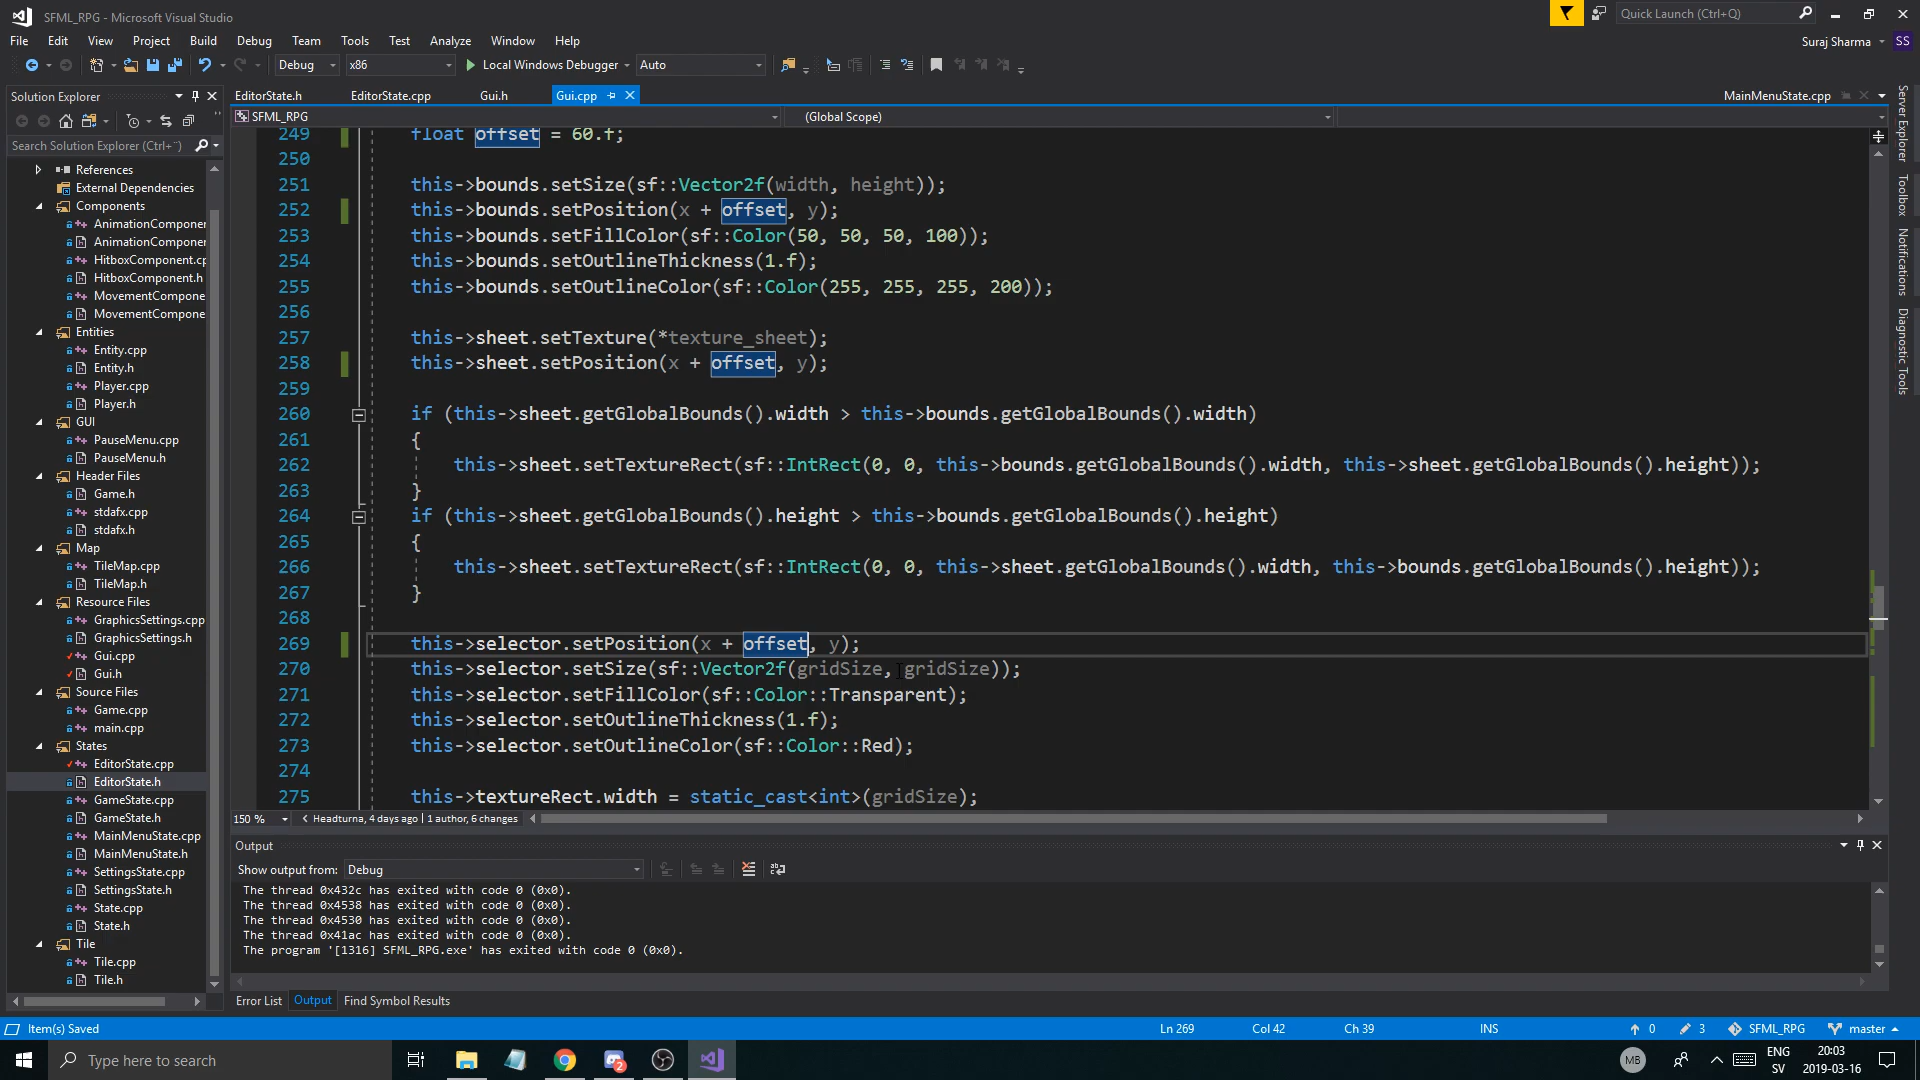 SFML_RPG - Microsoft Visual Studio
Quick Launch (Ctrl+Q)
File Edit View Project Build Debug Team Tools Test Analyze Window Help
Suraj Sharma SS
Debug x86 Local Windows Debugger Auto
Solution Explorer
EditorState.h EditorState.cpp Gui.h Gui.cpp MainMenuState.cpp
SFML_RPG (Global Scope)
Search Solution Explorer (Ctrl+¨)
References
External Dependencies
Components
AnimationComponer
AnimationComponer
HitboxComponent.cp
HitboxComponent.h
MovementCompone
MovementCompone
Entities
Entity.cpp
Entity.h
Player.cpp
Player.h
GUI
PauseMenu.cpp
PauseMenu.h
Header Files
Game.h
stdafx.cpp
stdafx.h
Map
TileMap.cpp
TileMap.h
Resource Files
GraphicsSettings.cpp
GraphicsSettings.h
Gui.cpp
Gui.h
Source Files
Game.cpp
main.cpp
States
EditorState.cpp
EditorState.h
GameState.cpp
GameState.h
MainMenuState.cpp
MainMenuState.h
SettingsState.cpp
SettingsState.h
State.cpp
State.h
Tile
Tile.cpp
Tile.h
249 float offset = 60.f;
250
251 this->bounds.setSize(sf::Vector2f(width, height));
252 this->bounds.setPosition(x + offset, y);
253 this->bounds.setFillColor(sf::Color(50, 50, 50, 100));
254 this->bounds.setOutlineThickness(1.f);
255 this->bounds.setOutlineColor(sf::Color(255, 255, 255, 200));
256
257 this->sheet.setTexture(*texture_sheet);
258 this->sheet.setPosition(x + offset, y);
259
260 if (this->sheet.getGlobalBounds().width > this->bounds.getGlobalBounds().width)
261 {
262 this->sheet.setTextureRect(sf::IntRect(0, 0, this->bounds.getGlobalBounds().width, this->sheet.getGlobalBounds().height));
263 }
264 if (this->sheet.getGlobalBounds().height > this->bounds.getGlobalBounds().height)
265 {
266 this->sheet.setTextureRect(sf::IntRect(0, 0, this->sheet.getGlobalBounds().width, this->bounds.getGlobalBounds().height));
267 }
268
269 this->selector.setPosition(x + offset, y);
270 this->selector.setSize(sf::Vector2f(gridSize, gridSize));
271 this->selector.setFillColor(sf::Color::Transparent);
272 this->selector.setOutlineThickness(1.f);
273 this->selector.setOutlineColor(sf::Color::Red);
274
275 this->textureRect.width = static_cast<int>(gridSize);
150 % Headturna, 4 days ago | 1 author, 6 changes
Server Explorer
Toolbox
Notifications
Diagnostic Tools
Output
Show output from: Debug
The thread 0x432c has exited with code 0 (0x0).
The thread 0x4538 has exited with code 0 (0x0).
The thread 0x4530 has exited with code 0 (0x0).
The thread 0x41ac has exited with code 0 (0x0).
The program '[1316] SFML_RPG.exe' has exited with code 0 (0x0).
Error List Output Find Symbol Results
Item(s) Saved Ln 269 Col 42 Ch 39 INS 0 3 SFML_RPG master
Type here to search
2
MB
ENG
SV
20:03
2019-03-16